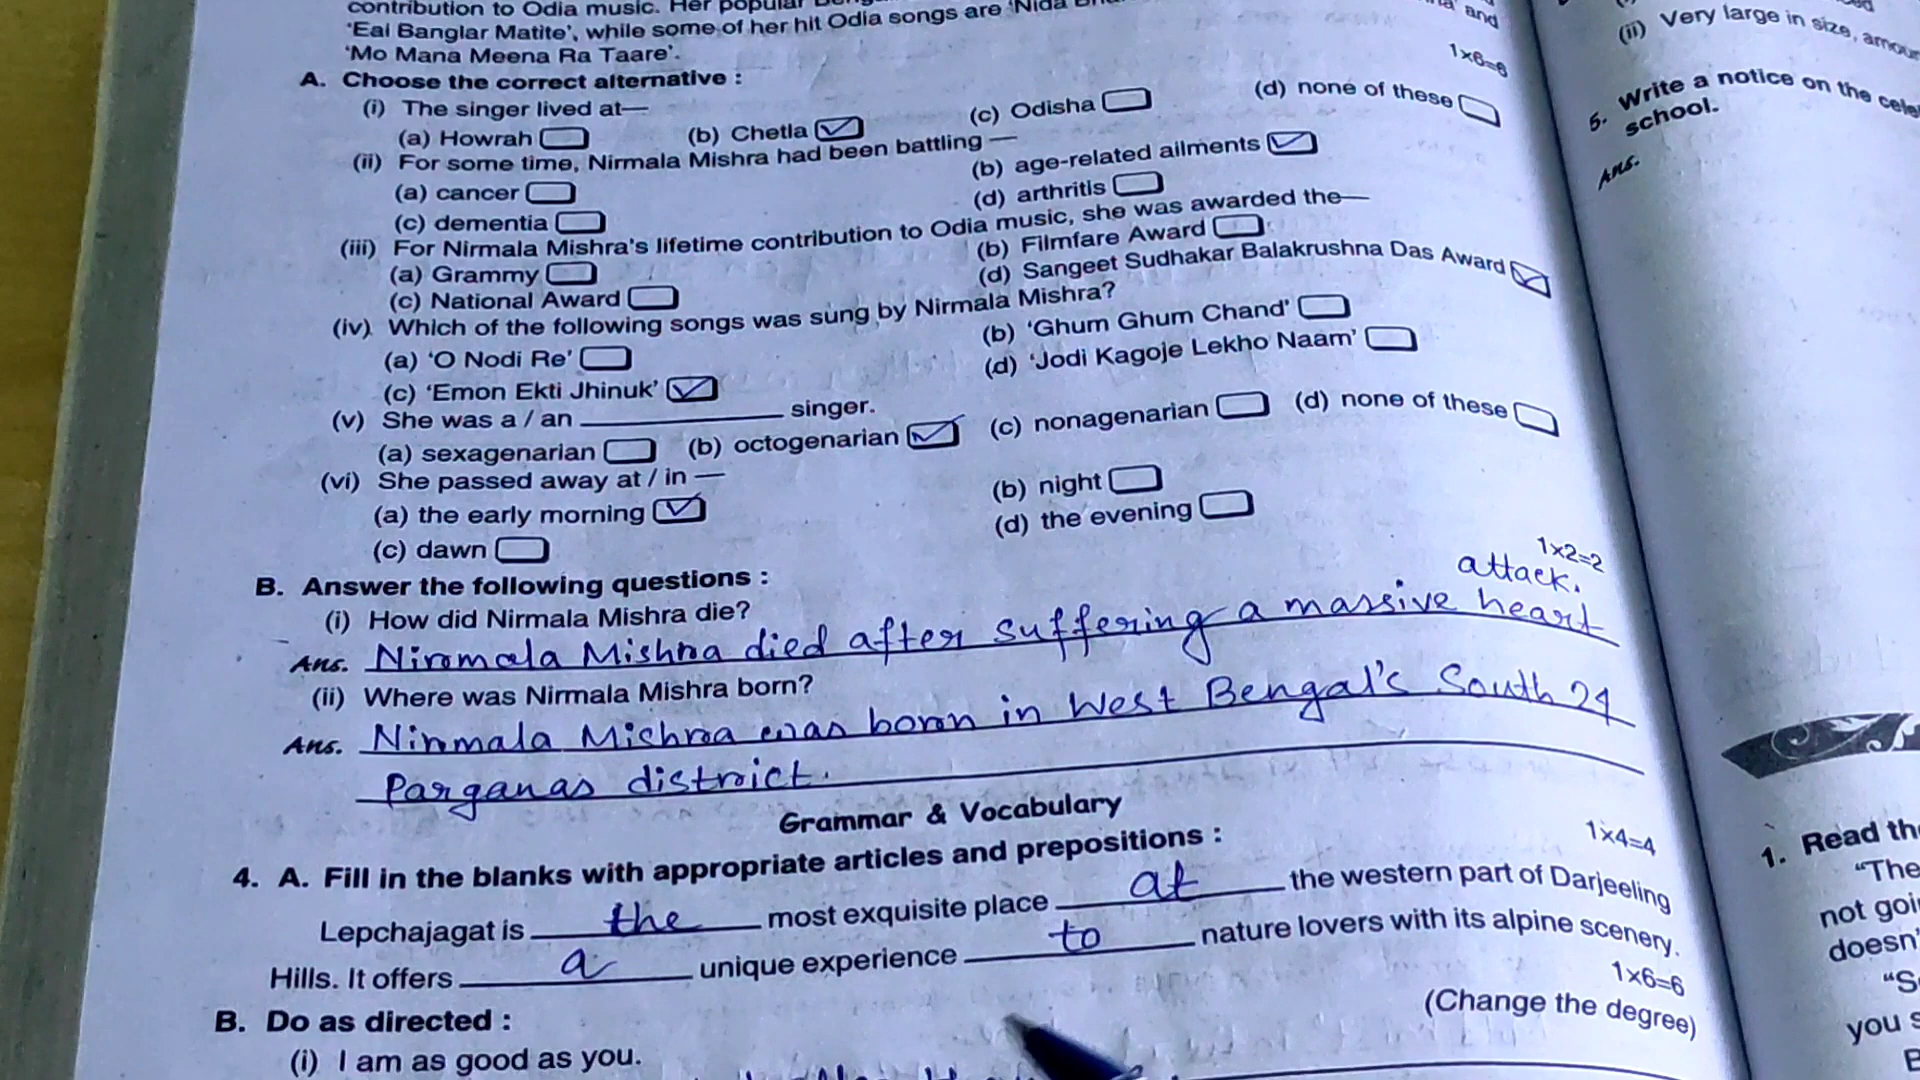 contribution to Odia music. Her popular
'Eai Banglar Matite', while some of her hit Odia songs are 'Nida
and
'Mo Mana Meena Ra Taare'.
A. Choose the correct alternative : 1×6=6
(i) The singer lived at—
(a) Howrah (b) Chetla (c) Odisha (d) none of these
(ii) For some time, Nirmala Mishra had been battling —
(a) cancer (b) age-related ailments
(c) dementia (d) arthritis
(iii) For Nirmala Mishra's lifetime contribution to Odia music, she was awarded the—
(a) Grammy (b) Filmfare Award
(c) National Award (d) Sangeet Sudhakar Balakrushna Das Award
(iv) Which of the following songs was sung by Nirmala Mishra?
(a) 'O Nodi Re' (b) 'Ghum Ghum Chand'
(c) 'Emon Ekti Jhinuk' (d) 'Jodi Kagoje Lekho Naam'
(v) She was a / an ________ singer.
(a) sexagenarian (b) octogenarian (c) nonagenarian (d) none of these
(vi) She passed away at / in —
(a) the early morning (b) night
(c) dawn (d) the evening
B. Answer the following questions : 1×2=2
(i) How did Nirmala Mishra die?
attack.
Ans. Nirmala Mishra died after suffering a massive heart
(ii) Where was Nirmala Mishra born?
Ans. Nirmala Mishra was born in West Bengal's South 24
Parganas district.
Grammar & Vocabulary
4. A. Fill in the blanks with appropriate articles and prepositions : 1×4=4
Lepchajagat is the most exquisite place at the western part of Darjeeling
Hills. It offers a unique experience to nature lovers with its alpine scenery.
B. Do as directed : 1×6=6
(i) I am as good as you. (Change the degree)
(ii) Very large in size, amour
5. Write a notice on the cele
school.
Ans.
1. Read th
"The
not goi
doesn'
"S
you s